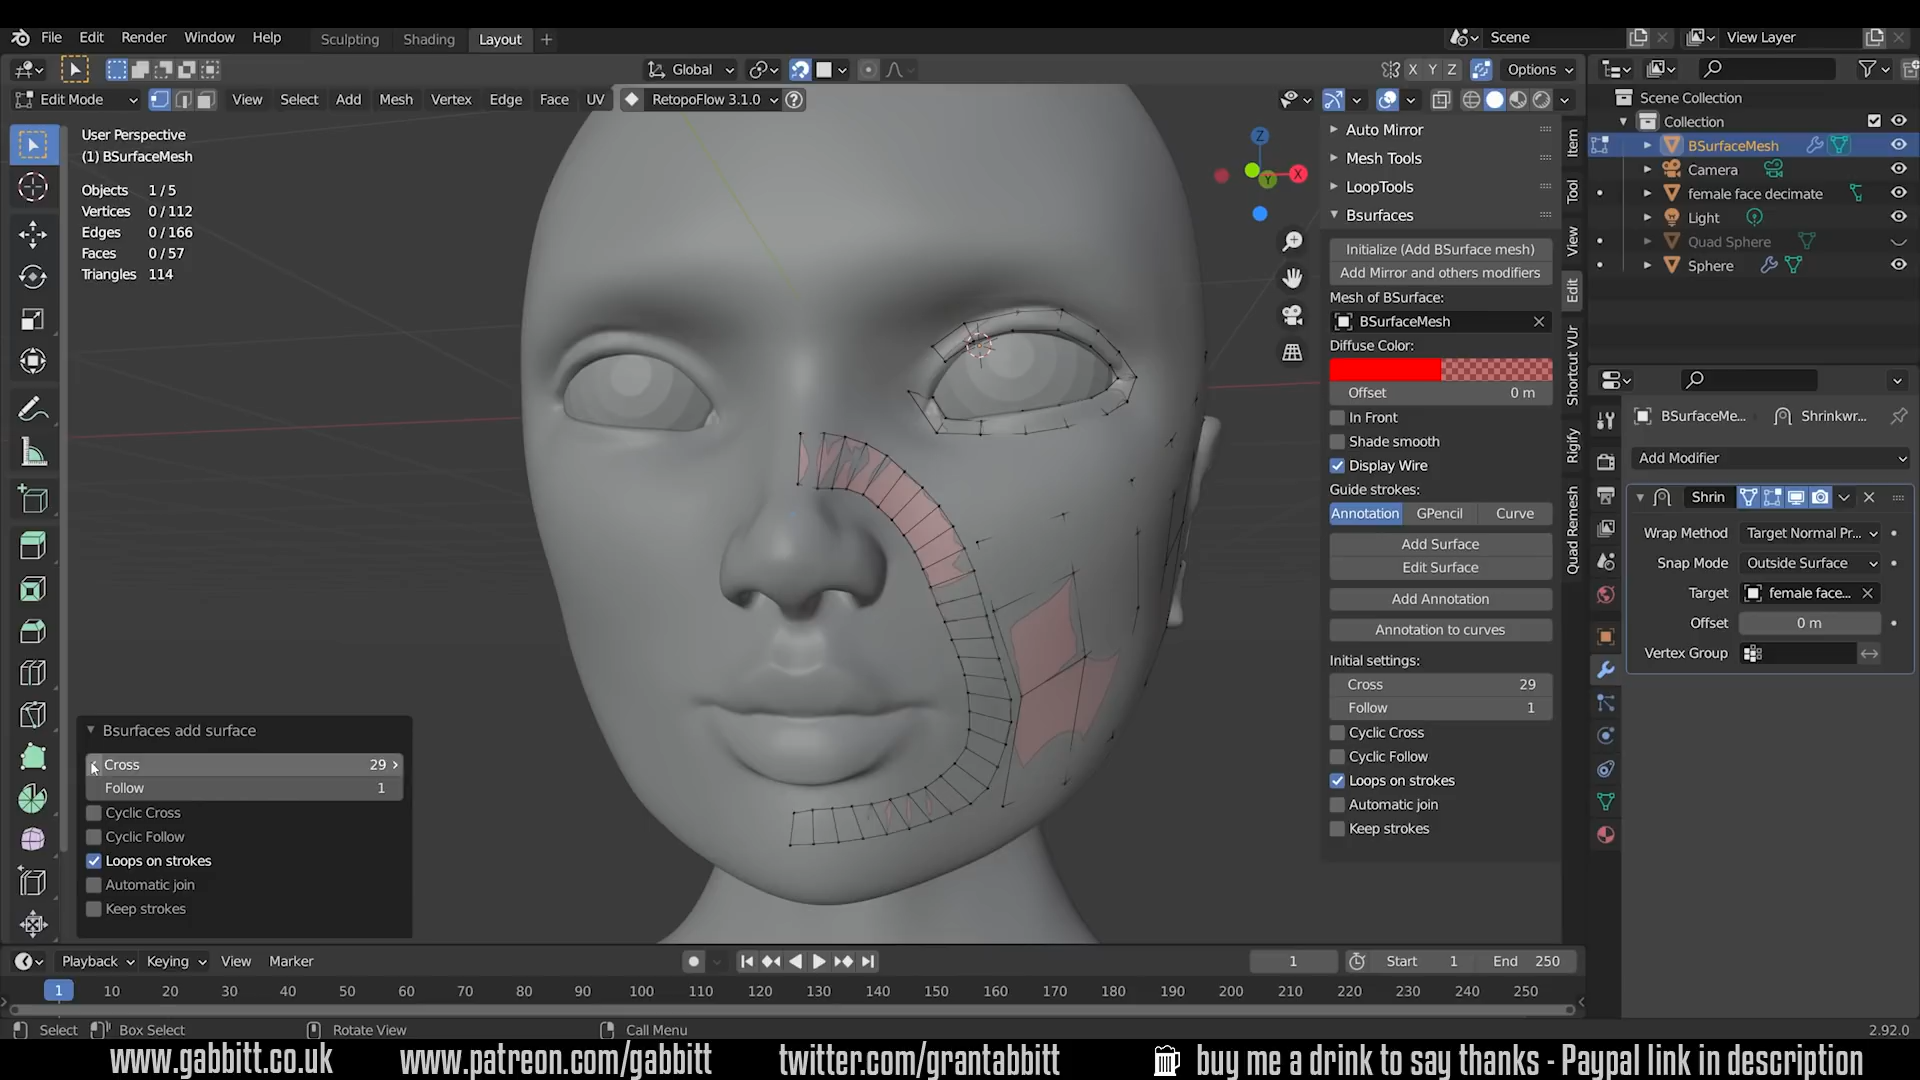 File Edit Render Window Help Sculpting Shading Layout + Scene View Layer
Global X Y Z Options
Edit Mode View Select Add Mesh Vertex Edge Face UV RetopoFlow 3.1.0
User Perspective
(1) BSurfaceMesh
Objects 1 / 5
Vertices 0 / 112
Edges 0 / 166
Faces 0 / 57
Triangles 114
Z
Y
X
Auto Mirror
Mesh Tools
LoopTools
Bsurfaces
Initialize (Add BSurface mesh)
Add Mirror and others modifiers
Mesh of BSurface:
BSurfaceMesh
Diffuse Color:
Offset 0 m
In Front
Shade smooth
Display Wire
Guide strokes:
Annotation GPencil Curve
Add Surface
Edit Surface
Add Annotation
Annotation to curves
Initial settings:
Cross 29
Follow 1
Cyclic Cross
Cyclic Follow
Loops on strokes
Automatic join
Keep strokes
Item
Tool
View
Edit
Shortcut VUr
Rigify
Quad Remesh
Scene Collection
Collection
BSurfaceMesh
Camera
female face decimate
Light
Quad Sphere
Sphere
BSurfaceMe... Shrinkwr...
Add Modifier
Shrin
Wrap Method Target Normal Pr...
Snap Mode Outside Surface
Target female face...
Offset 0 m
Vertex Group
Bsurfaces add surface
Cross 29
Follow 1
Cyclic Cross
Cyclic Follow
Loops on strokes
Automatic join
Keep strokes
Playback Keying View Marker 1 Start 1 End 250
1 10 20 30 40 50 60 70 80 90 100 110 120 130 140 150 160 170 180 190 200 210 220 230 240 250
Select Box Select Rotate View Call Menu 2.92.0
www.gabbitt.co.uk www.patreon.com/gabbitt twitter.com/grantabbitt buy me a drink to say thanks - Paypal link in description